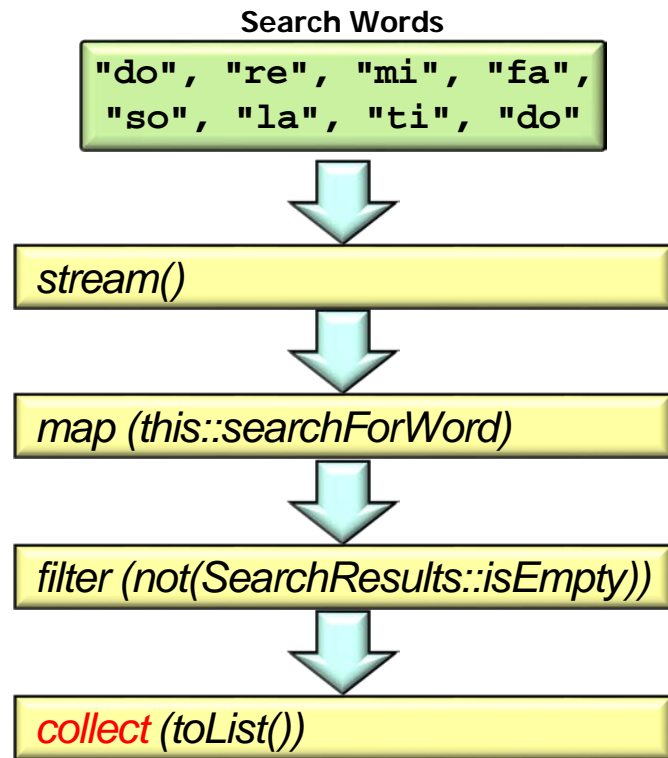 Search Words
"do", "re", "mi", "fa",
"so", "la", "ti", "do"
stream()
map (this::searchForWord)
filter (not(SearchResults::isEmpty))
collect (toList())